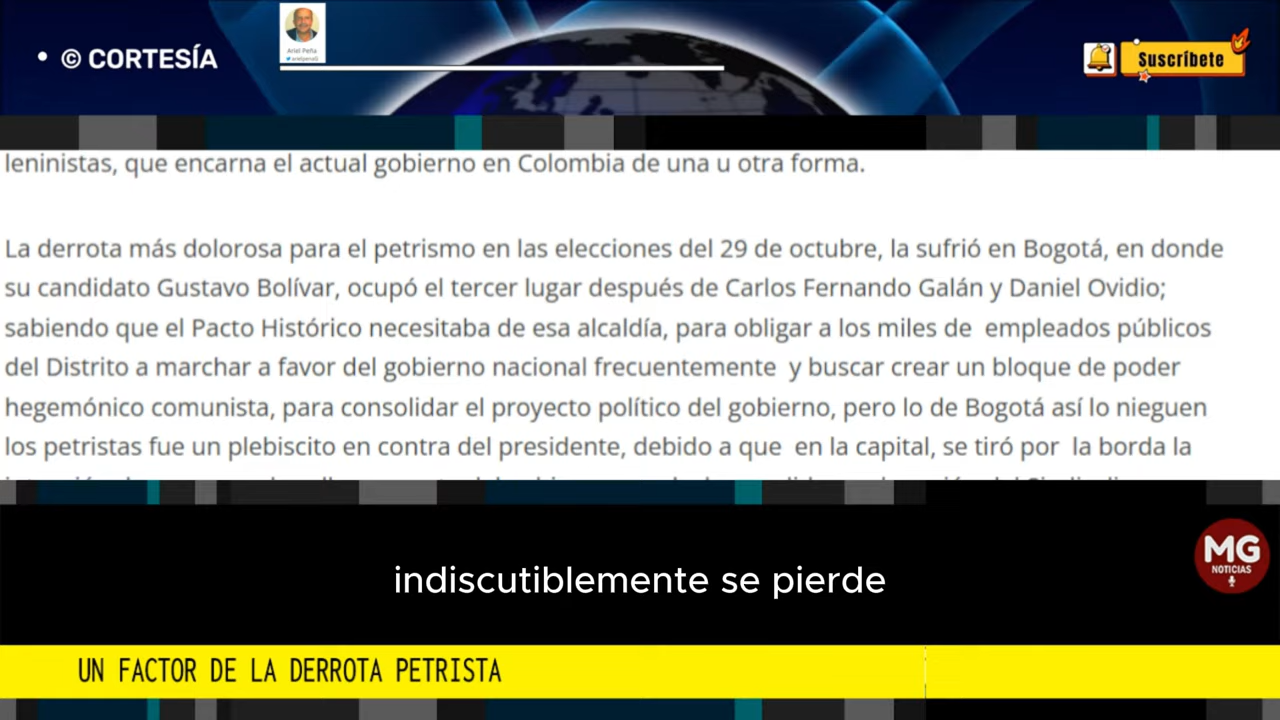 • © CORTESÍA
Ariel Peña
Suscríbete
leninistas, que encarna el actual gobierno en Colombia de una u otra forma.
La derrota más dolorosa para el petrismo en las elecciones del 29 de octubre, la sufrió en Bogotá, en donde
su candidato Gustavo Bolívar, ocupó el tercer lugar después de Carlos Fernando Galán y Daniel Ovidio;
sabiendo que el Pacto Histórico necesitaba de esa alcaldía, para obligar a los miles de empleados públicos
del Distrito a marchar a favor del gobierno nacional frecuentemente y buscar crear un bloque de poder
hegemónico comunista, para consolidar el proyecto político del gobierno, pero lo de Bogotá así lo nieguen
los petristas fue un plebiscito en contra del presidente, debido a que en la capital, se tiró por la borda la
indiscutiblemente se pierde
MG
NOTICIAS
UN FACTOR DE LA DERROTA PETRISTA